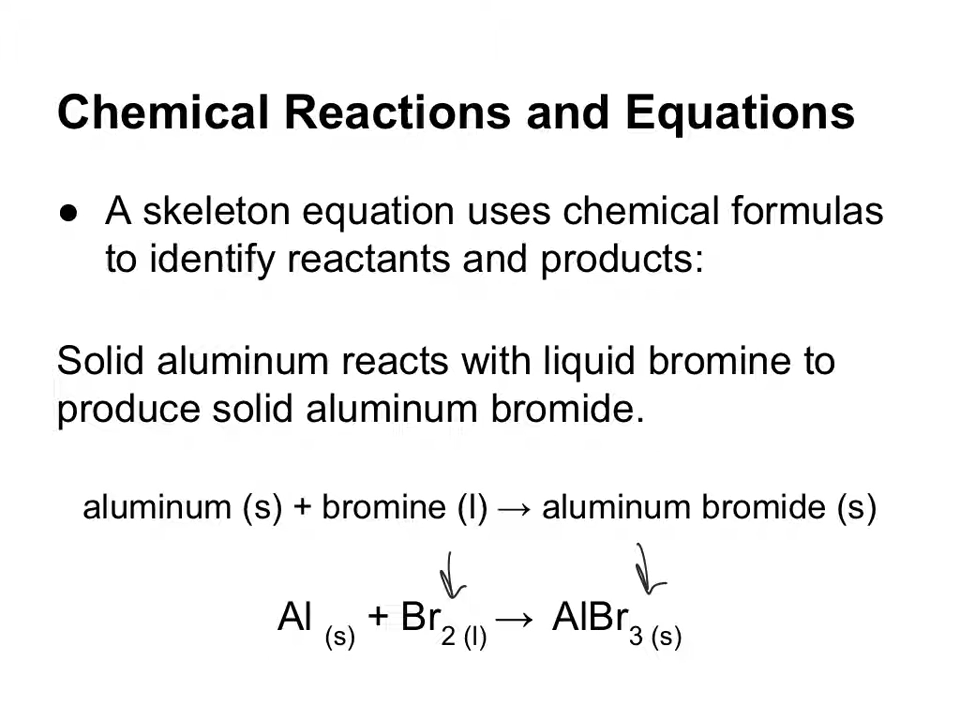 Chemical Reactions and Equations
● A skeleton equation uses chemical formulas
to identify reactants and products:
Solid aluminum reacts with liquid bromine to
produce solid aluminum bromide.
aluminum (s) + bromine (l) → aluminum bromide (s)
Al (s) + Br2 (l) → AlBr3 (s)